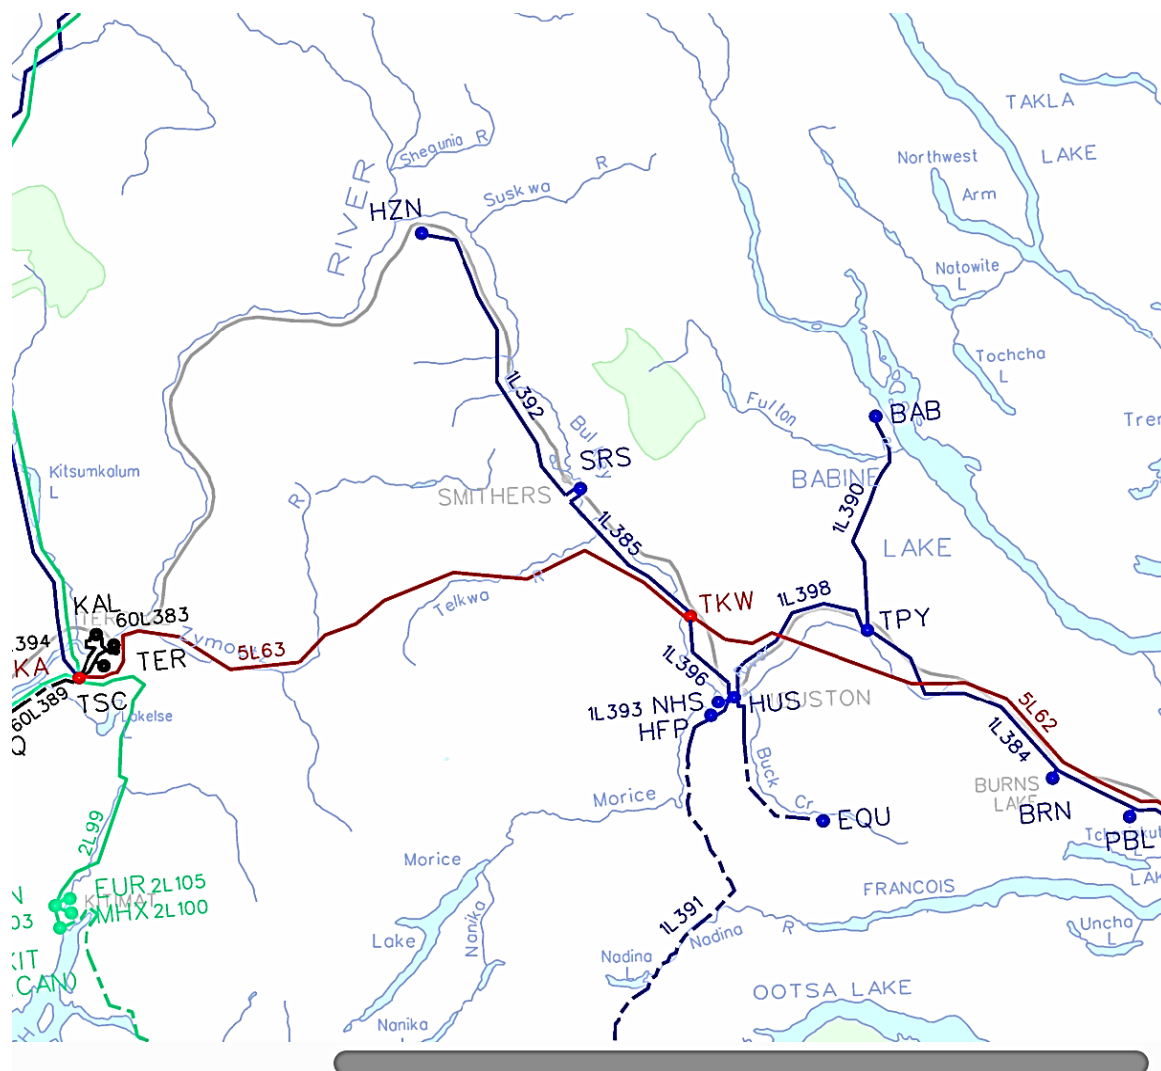 TAKLA
LAKE
Shegunia R
Northwest
Arm
R
Suskwa
RIVER
HZN
Natowite
L
Tochcha
L
1L392
Fulton
BAB
Bulkley
R
SRS
SMITHERS
BABINE
1L390
Kitsumkalum
L
R
1L385
LAKE
R
Telkwa
1L398
TKW
TPY
KAL
60L383
394
Zymoetz
5L63
TER
KA
1L396
TSC
60L389
1L393
NHS
HUS
HOUSTON
HFP
Lakelse
L
Q
5L62
1L384
Buck
Cr
BURNS
LAKE
BRN
Morice
EQU
PBL
2L99
Morice
EUR 2L105
KITIMAT
MHX 2L100
N
03
FRANCOIS
LAK
1L391
Nanika
Lake
Nadina
R
Uncha
L
KIT
CAN)
Nadina
L
OOTSA LAKE
Nanika
L